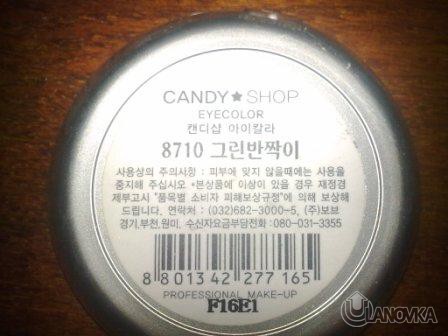 CANDY★SHOP
EYECOLOR
캔디샵 아이칼라
8710 그린반짝이
사용상의 주의사항 : 피부에 맞지 않을때에는 사용을
중지해 주십시오 *본상품에 이상이 있을 경우 재정경
제부고시 "품목별 소비자 피해보상규정"에 의해 보상해
드립니다. 연락처 : (032)682-3000~5, (주)보브
경기.부천.원미. 수신자요금부담전화 : 080-031-3355
8 801342 277165
PROFESSIONAL MAKE-UP
F16E1
ULANOVKA